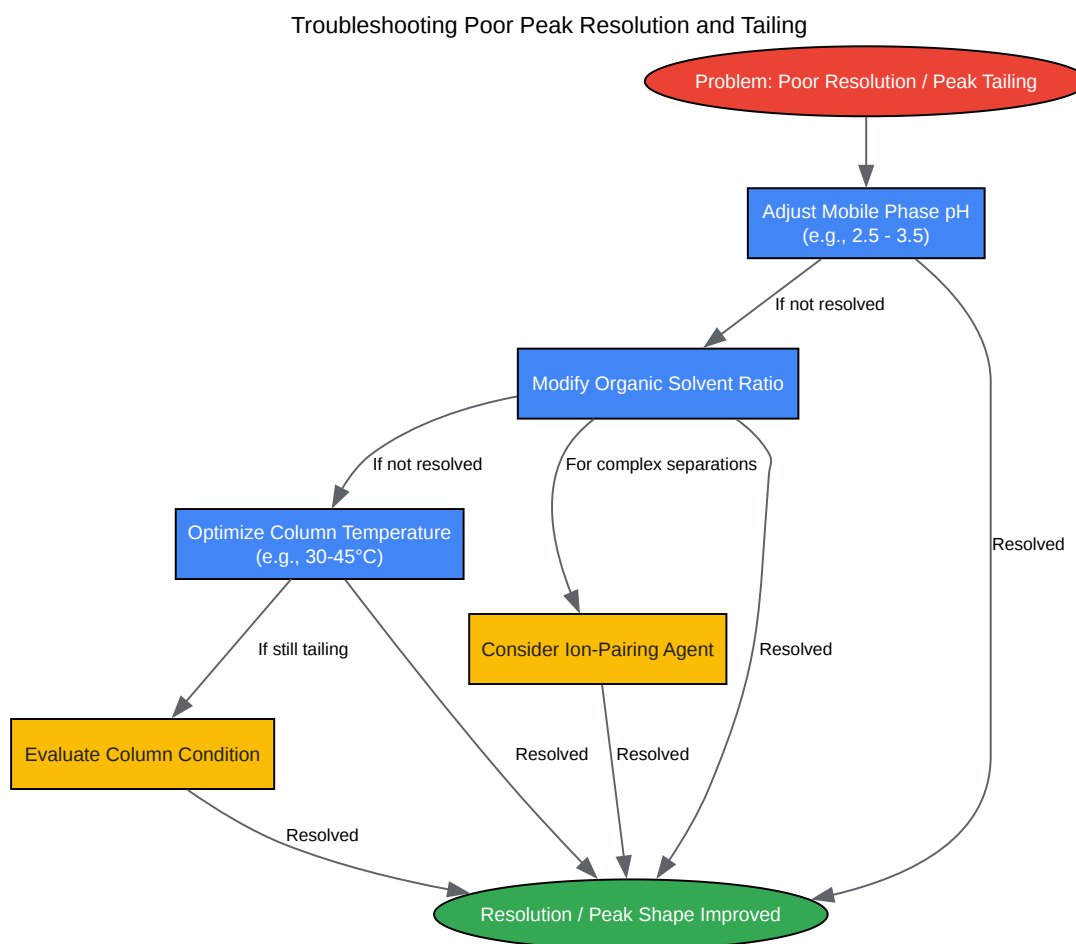 Troubleshooting Poor Peak Resolution and Tailing
Problem: Poor Resolution / Peak Tailing
Adjust Mobile Phase pH
(e.g., 2.5 - 3.5)
If not resolved
Modify Organic Solvent Ratio
If not resolved
For complex separations
Optimize Column Temperature
(e.g., 30-45°C)
Resolved
If still tailing
Consider Ion-Pairing Agent
Resolved
Evaluate Column Condition
Resolved
Resolved
Resolved
Resolution / Peak Shape Improved